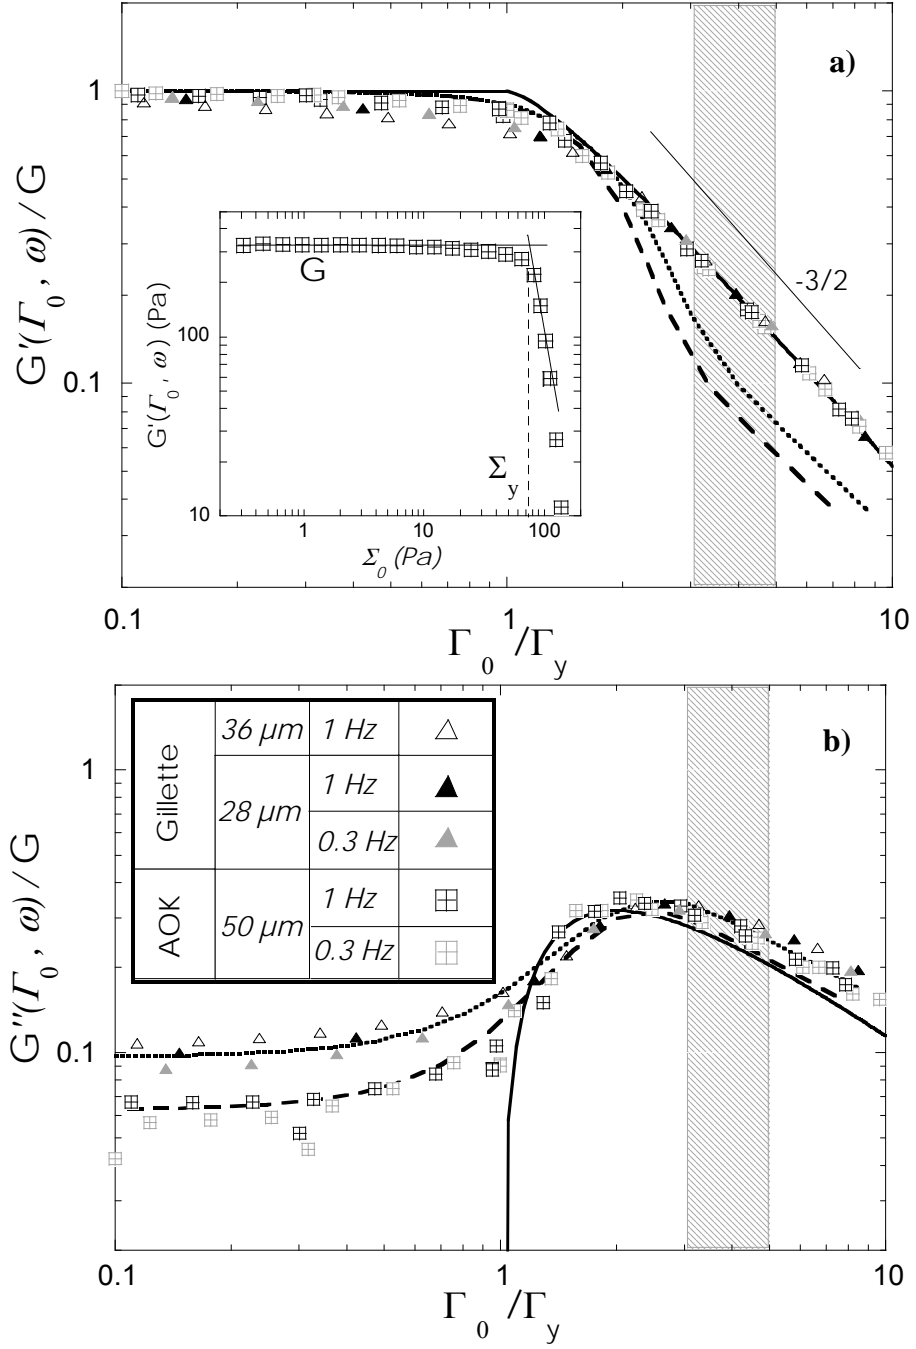 a)
1
0.1
G'(Γ₀, ω) / G
-3/2
G
100
10
G'(Γ₀, ω) (Pa)
Σy
1 10 100
Σ₀ (Pa)
0.1 1 10
Γ₀/Γy
b)
Gillette 36 µm 1 Hz
28 µm 1 Hz
0.3 Hz
AOK 50 µm 1 Hz
0.3 Hz
1
0.1
G''(Γ₀, ω) / G
0.1 1 10
Γ₀/Γy